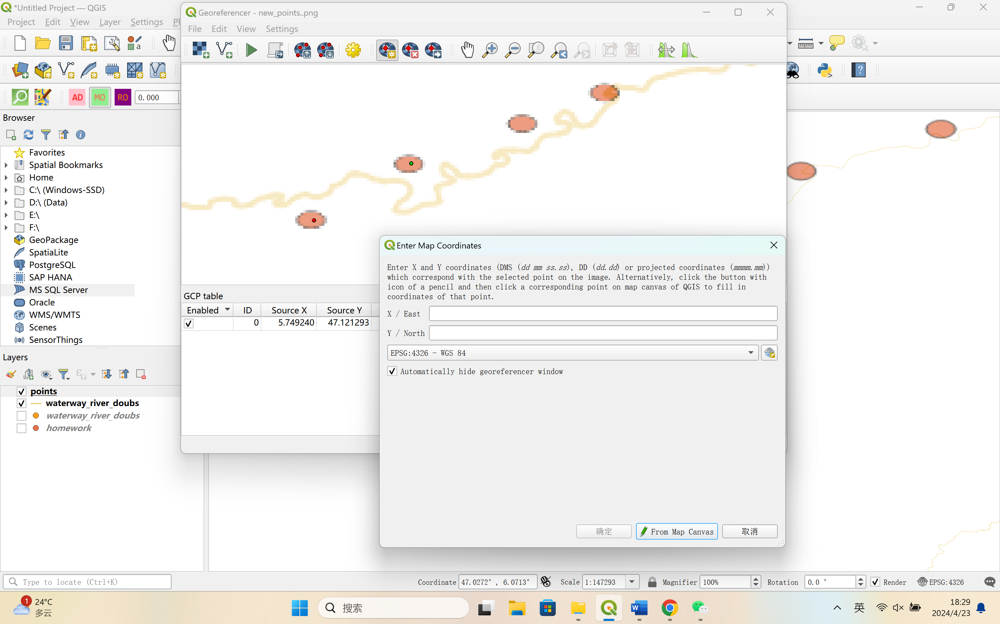 *Untitled Project — QGIS
Project Edit View Layer Settings Pl
a
AD MO RO 0.000
Browser
Favorites
Spatial Bookmarks
Home
C:\ (Windows-SSD)
D:\ (Data)
E:\
F:\
GeoPackage
SpatiaLite
PostgreSQL
SAP HANA
MS SQL Server
Oracle
WMS/WMTS
Scenes
SensorThings
Layers
points
waterway_river_doubs
waterway_river_doubs
homework
Georeferencer - new_points..png
File Edit View Settings
GCP table
Enabled ID Source X Source Y
0 5.749240 47.121293
Enter Map Coordinates
Enter X and Y coordinates (DMS (dd mm ss.ss), DD (dd.dd) or projected coordinates (mmmm.mm))
which correspond with the selected point on the image. Alternatively, click the button with
icon of a pencil and then click a corresponding point on map canvas of QGIS to fill in
coordinates of that point.
X / East
Y / North
EPSG:4326 - WGS 84
Automatically hide georeferencer window
确定 From Map Canvas 取消
Type to locate (Ctrl+K)
Coordinate 47.0272° , 6.0713° Scale 1:147293 Magnifier 100% Rotation 0.0 ° Render EPSG:4326
1 24°C
多云
搜索
英
18:29
2024/4/23